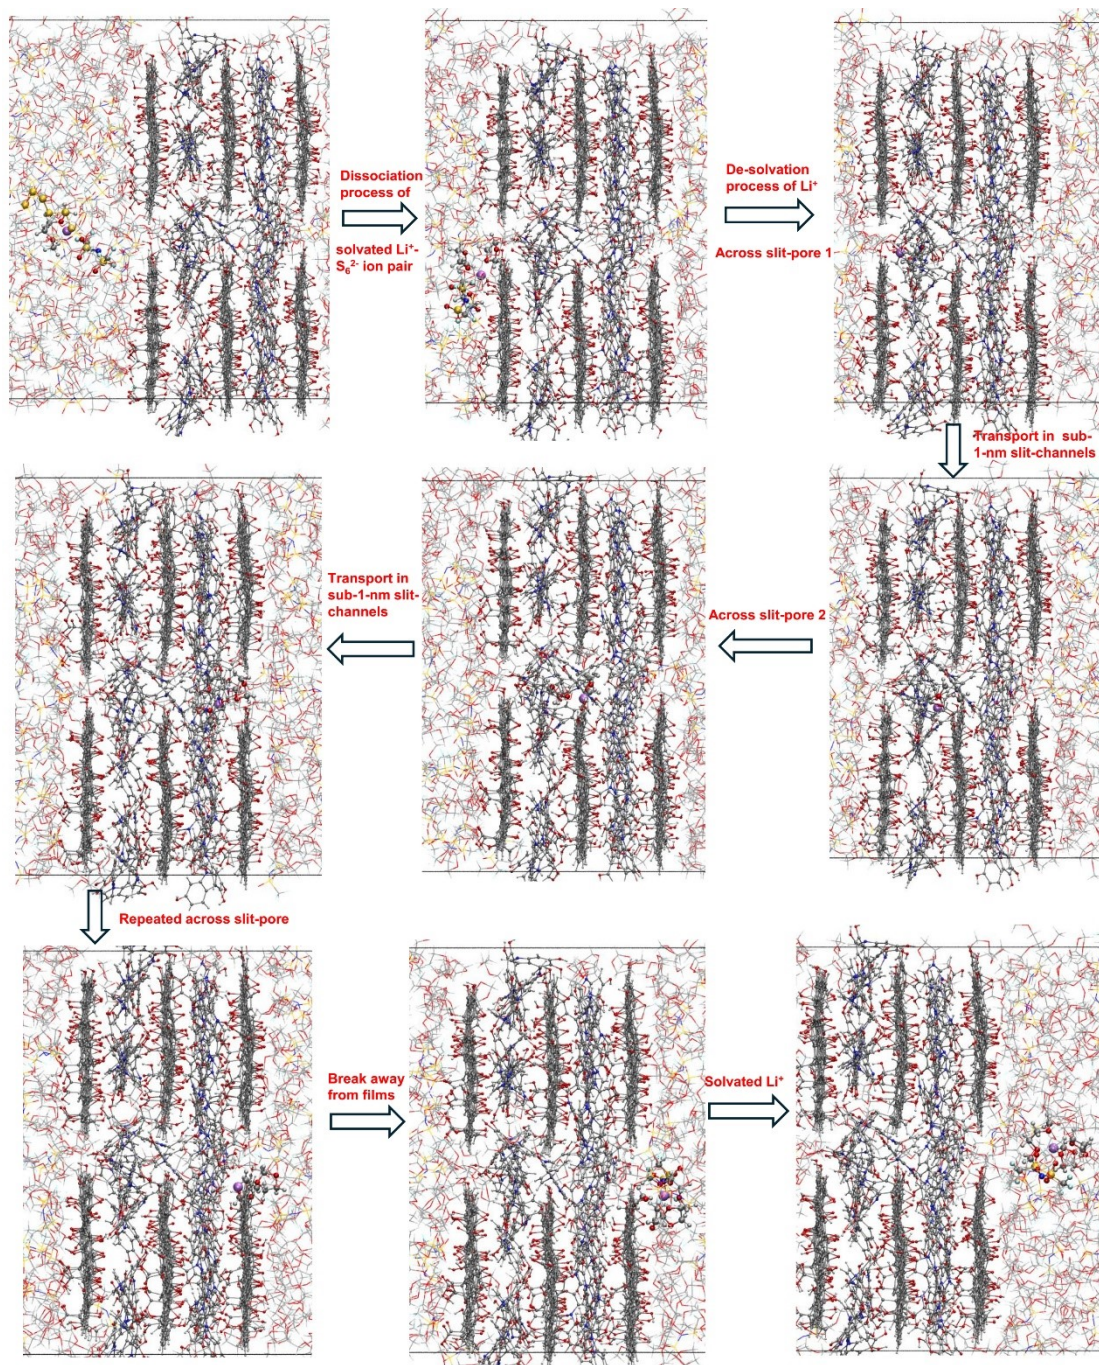 Dissociation
process of
solvated Li⁺-
S₆²⁻ ion pair
De-solvation
process of Li⁺
Across slit-pore 1
Transport in sub-
1-nm slit-channels
Across slit-pore 2
Transport in
sub-1-nm slit-
channels
Repeated across slit-pore
Break away
from films
Solvated Li⁺